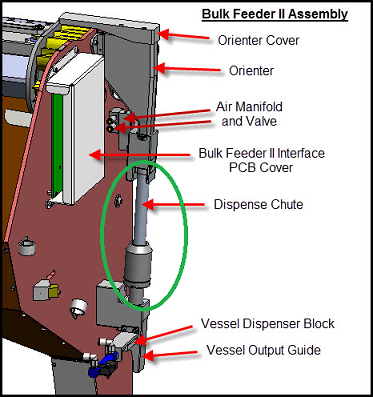 Bulk Feeder II Assembly
Orienter Cover
Orienter
Air Manifold
and Valve
Bulk Feeder II Interface
PCB Cover
Dispense Chute
Vessel Dispenser Block
Vessel Output Guide